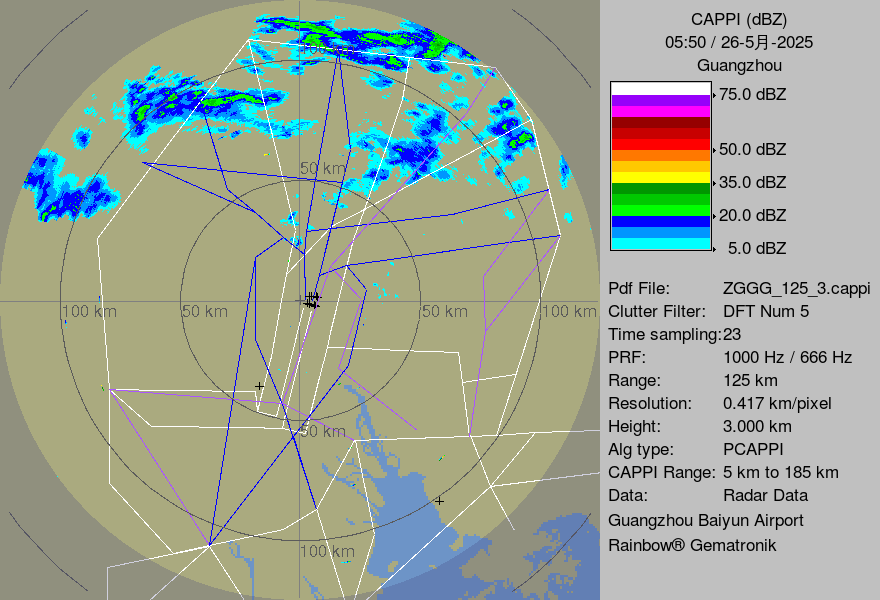 CAPPI (dBZ)
05:50 / 26-5月-2025
Guangzhou
75.0 dBZ
50.0 dBZ
35.0 dBZ
20.0 dBZ
5.0 dBZ
Pdf File: ZGGG_125_3.cappi
Clutter Filter: DFT Num 5
Time sampling:23
PRF: 1000 Hz / 666 Hz
Range: 125 km
Resolution: 0.417 km/pixel
Height: 3.000 km
Alg type: PCAPPI
CAPPI Range: 5 km to 185 km
Data: Radar Data
Guangzhou Baiyun Airport
Rainbow® Gematronik
100 km
50 km
100 km
50 km
50 km
100 km
50 km
100 km